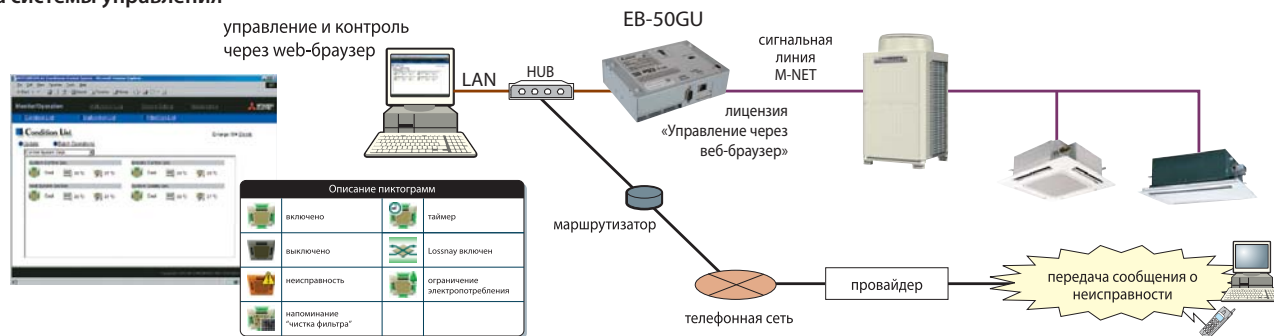 а системы управления
управление и контроль
через web-браузер
LAN
HUB
EB-50GU
сигнальная
линия
M-NET
лицензия
«Управление через
веб-браузер»
маршрутизатор
телефонная сеть
провайдер
передача сообщения о
неисправности
Condition List
Описание пиктограмм
включено
таймер
выключено
Lossnay включен
неисправность
ограничение
электропотребления
напоминание
“чистка фильтра”